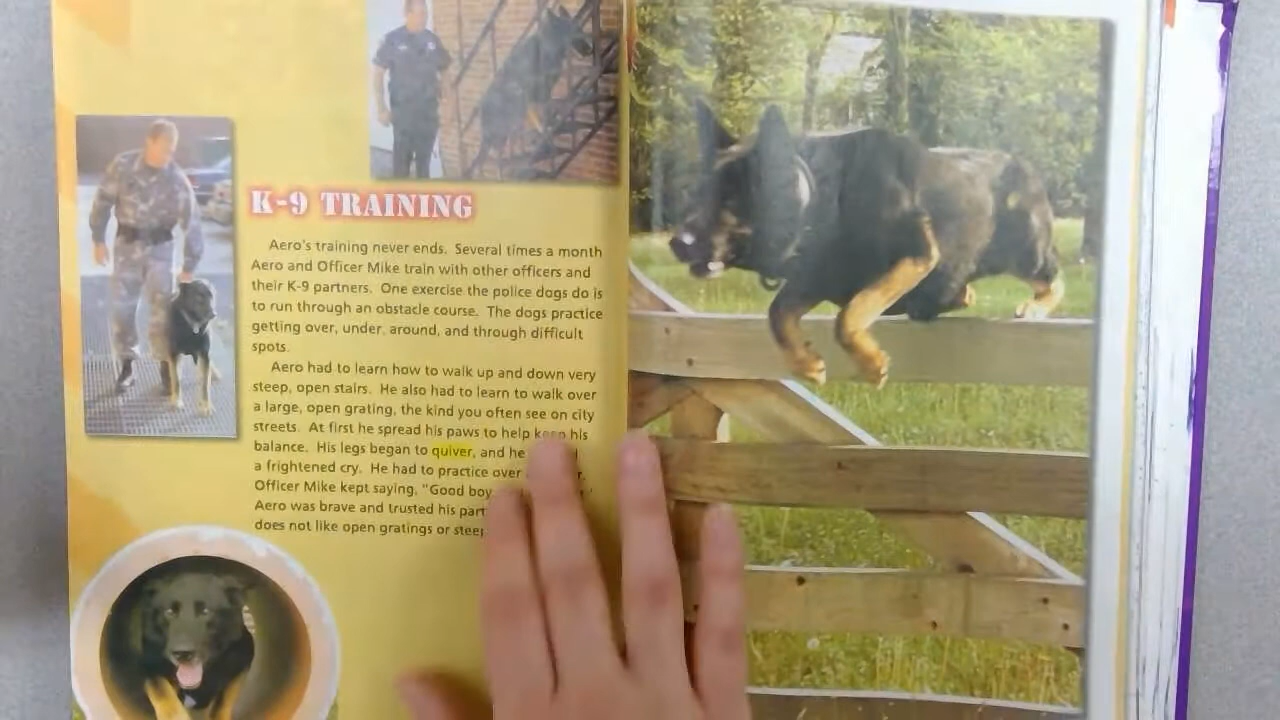 K-9 TRAINING
Aero's training never ends. Several times a month
Aero and Officer Mike train with other officers and
their K-9 partners. One exercise the police dogs do is
to run through an obstacle course. The dogs practice
getting over, under, around, and through difficult
spots.
Aero had to learn how to walk up and down very
steep, open stairs. He also had to learn to walk over
a large, open grating, the kind you often see on city
streets. At first he spread his paws to help keep his
balance. His legs began to quiver, and he
a frightened cry. He had to practice over
Officer Mike kept saying, "Good boy
Aero was brave and trusted his
does not like open gratings or